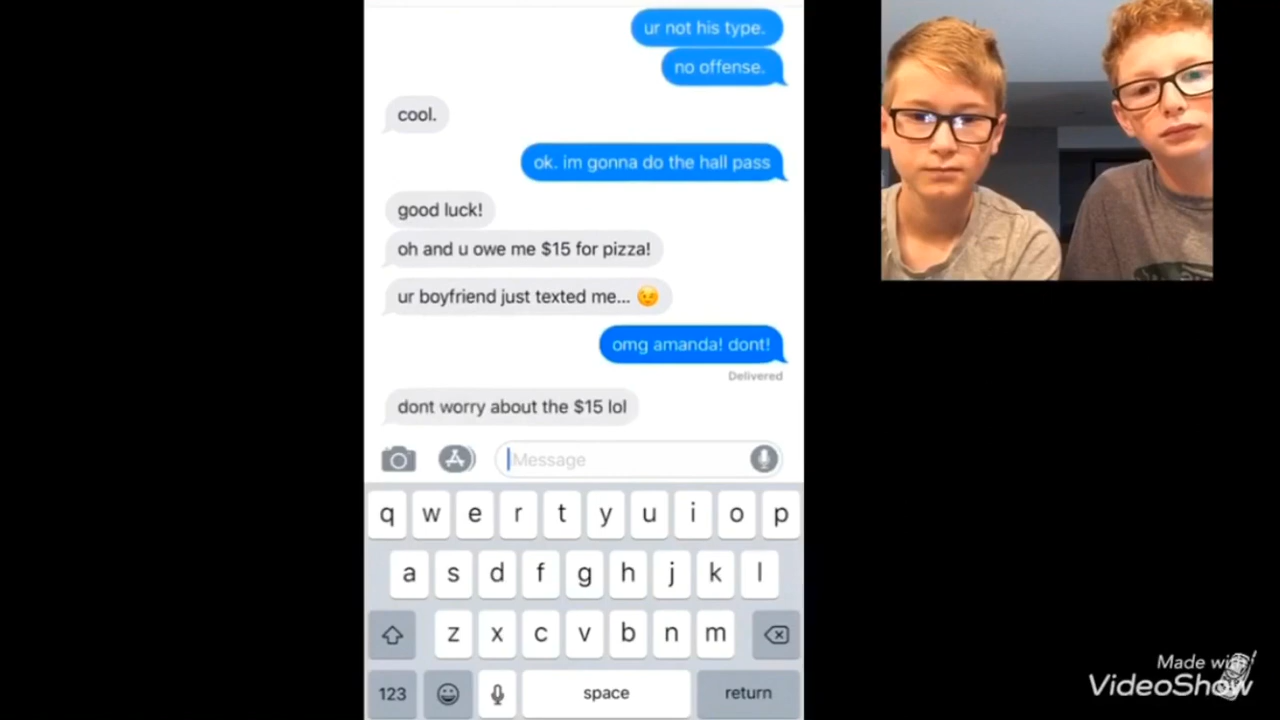 ur not his type.
no offense.
cool.
ok. im gonna do the hall pass
good luck!
oh and u owe me $15 for pizza!
ur boyfriend just texted me... 😉
omg amanda! dont!
Delivered
dont worry about the $15 lol
Message
q w e r t y u i o p
a s d f g h j k l
z x c v b n m
123 space return
Made with
VideoShow